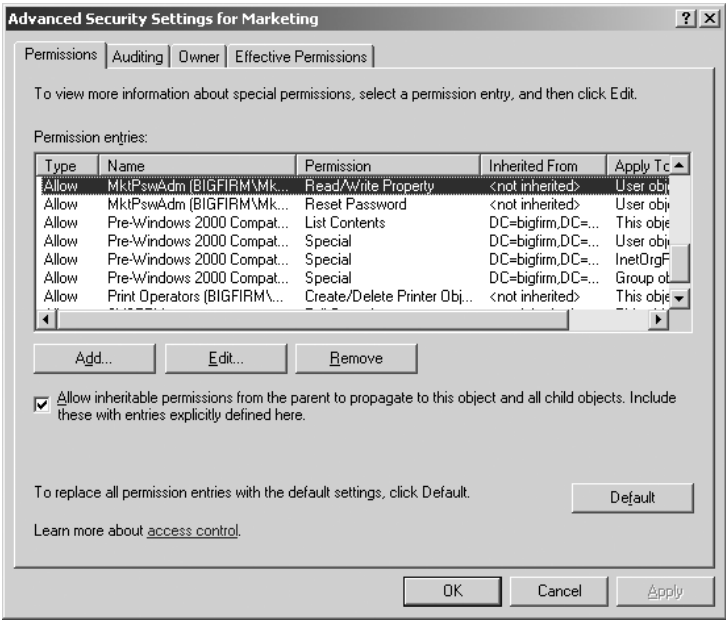 Advanced Security Settings for Marketing
Permissions Auditing Owner Effective Permissions
To view more information about special permissions, select a permission entry, and then click Edit.
Permission entries:
Type Name Permission Inherited From Apply To
Allow MktPswAdm (BIGFIRM\Mk... Read/Write Property <not inherited> User obj
Allow MktPswAdm (BIGFIRM\Mk... Reset Password <not inherited> User obj
Allow Pre-Windows 2000 Compat... List Contents DC=bigfirm,DC=... This obje
Allow Pre-Windows 2000 Compat... Special DC=bigfirm,DC=... User obj
Allow Pre-Windows 2000 Compat... Special DC=bigfirm,DC=... InetOrgF
Allow Pre-Windows 2000 Compat... Special DC=bigfirm,DC=... Group ob
Allow Print Operators (BIGFIRM\... Create/Delete Printer Obj... <not inherited> This obje
Add... Edit... Remove
Allow inheritable permissions from the parent to propagate to this object and all child objects. Include
these with entries explicitly defined here.
To replace all permission entries with the default settings, click Default.
Default
Learn more about access control.
OK Cancel Apply